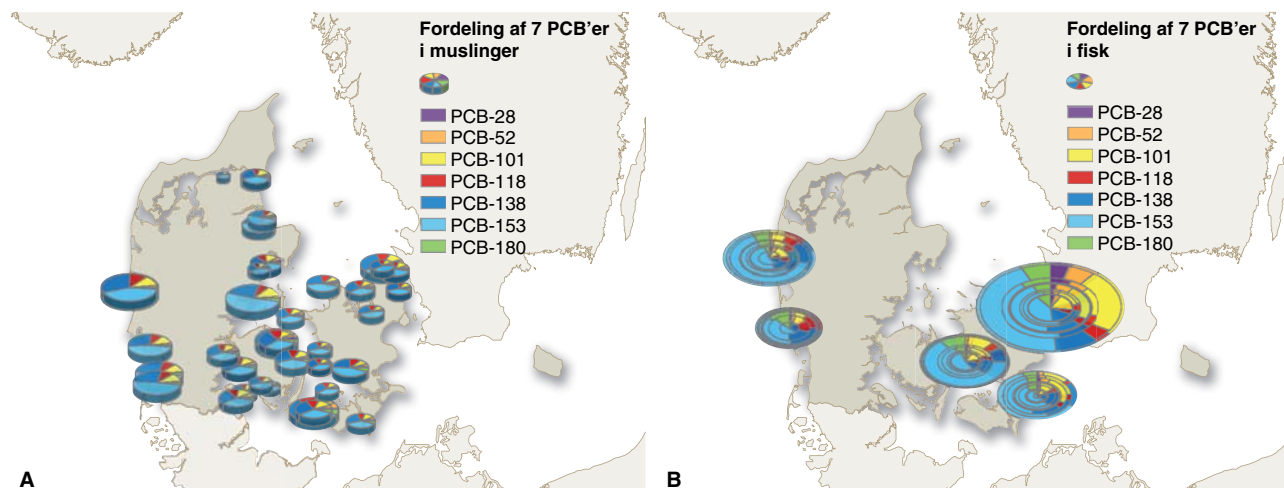 Fordeling af 7 PCB'er
i muslinger
PCB-28
PCB-52
PCB-101
PCB-118
PCB-138
PCB-153
PCB-180
A
Fordeling af 7 PCB'er
i fisk
PCB-28
PCB-52
PCB-101
PCB-118
PCB-138
PCB-153
PCB-180
B